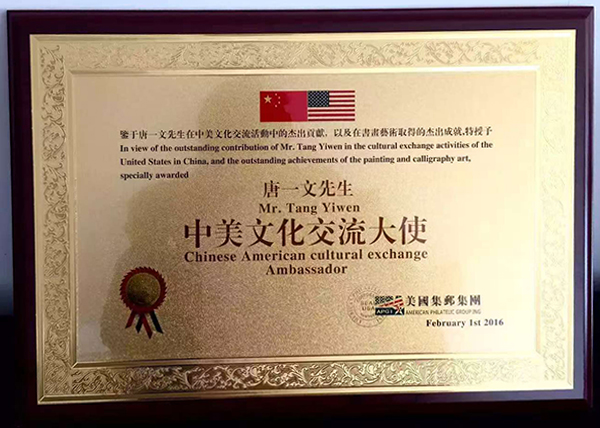 鑒于唐一文先生在中美文化交流活動中的杰出貢獻，以及在書畫藝術取得的杰出成就，特授予
In view of the outstanding contribution of Mr. Tang Yiwen in the cultural exchange activities of the
United States in China, and the outstanding achievements of the painting and calligraphy art,
specially awarded
唐一文先生
Mr. Tang Yiwen
中美文化交流大使
Chinese American cultural exchange
Ambassador
APGI
美國集郵集團
AMERICAN PHILATELIC GROUP.INC
February 1st 2016